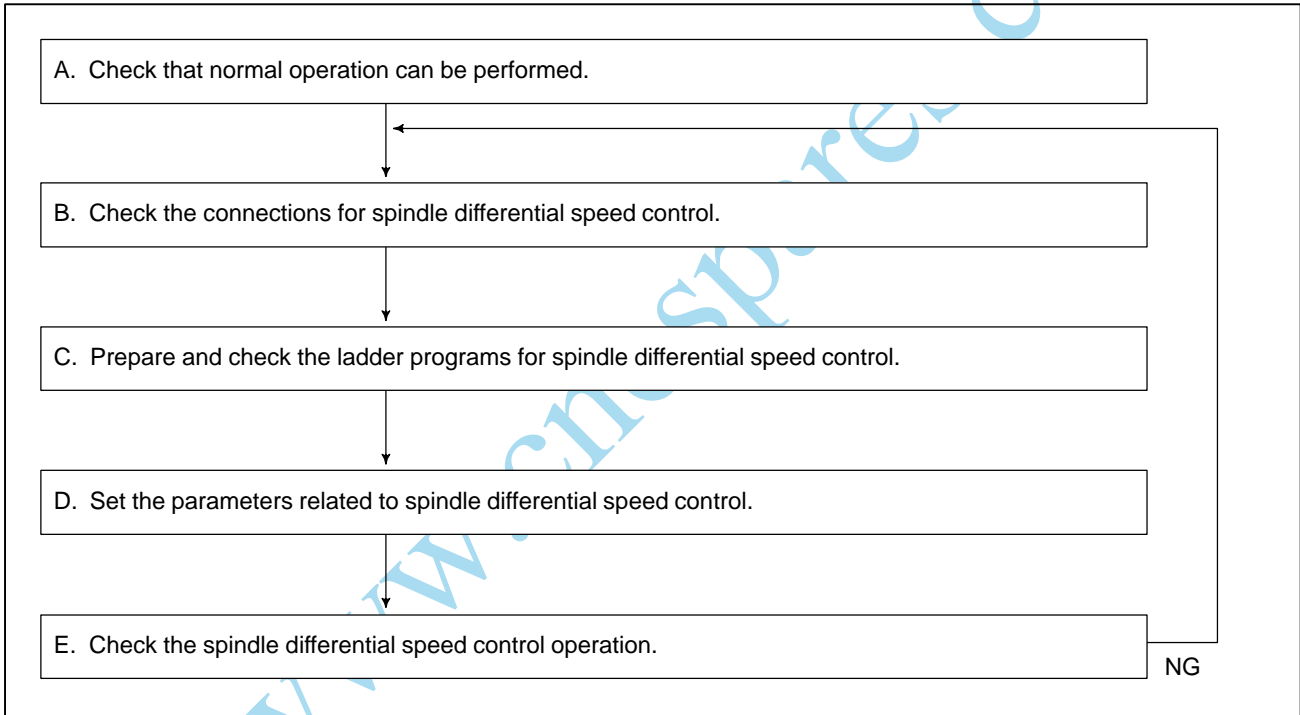 A. Check that normal operation can be performed.
B. Check the connections for spindle differential speed control.
C. Prepare and check the ladder programs for spindle differential speed control.
D. Set the parameters related to spindle differential speed control.
E. Check the spindle differential speed control operation.
NG